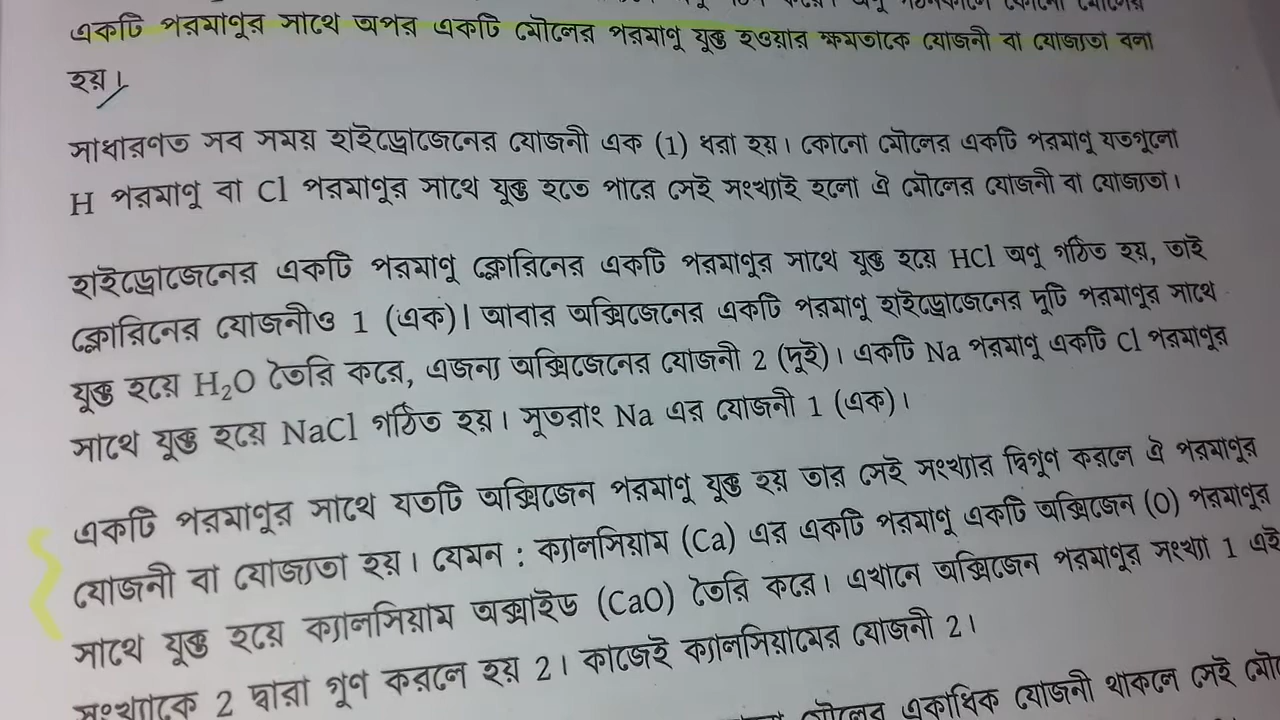 একটি পরমাণুর সাথে অপর একটি মৌলের পরমাণু যুক্ত হওয়ার ক্ষমতাকে যোজনী বা যোজ্যতা বলা
হয়।
সাধারণত সব সময় হাইড্রোজেনের যোজনী এক (1) ধরা হয়। কোনো মৌলের একটি পরমাণু যতগুলো
H পরমাণু বা Cl পরমাণুর সাথে যুক্ত হতে পারে সেই সংখ্যাই হলো ঐ মৌলের যোজনী বা যোজ্যতা।
হাইড্রোজেনের একটি পরমাণু ক্লোরিনের একটি পরমাণুর সাথে যুক্ত হয়ে HCl অণু গঠিত হয়, তাই
ক্লোরিনের যোজনীও 1 (এক)। আবার অক্সিজেনের একটি পরমাণু হাইড্রোজেনের দুটি পরমাণুর সাথে
যুক্ত হয়ে H₂O তৈরি করে, এজন্য অক্সিজেনের যোজনী 2 (দুই)। একটি Na পরমাণু একটি Cl পরমাণুর
সাথে যুক্ত হয়ে NaCl গঠিত হয়। সুতরাং Na এর যোজনী 1 (এক)।
একটি পরমাণুর সাথে যতটি অক্সিজেন পরমাণু যুক্ত হয় তার সেই সংখ্যার দ্বিগুণ করলে ঐ পরমাণুর
যোজনী বা যোজ্যতা হয়। যেমন : ক্যালসিয়াম (Ca) এর একটি পরমাণু একটি অক্সিজেন (O) পরমাণুর
সাথে যুক্ত হয়ে ক্যালসিয়াম অক্সাইড (CaO) তৈরি করে। এখানে অক্সিজেন পরমাণুর সংখ্যা 1 এই
সংখ্যাকে 2 দ্বারা গুণ করলে হয় 2। কাজেই ক্যালসিয়ামের যোজনী 2।
মৌলের একাধিক যোজনী থাকলে সেই